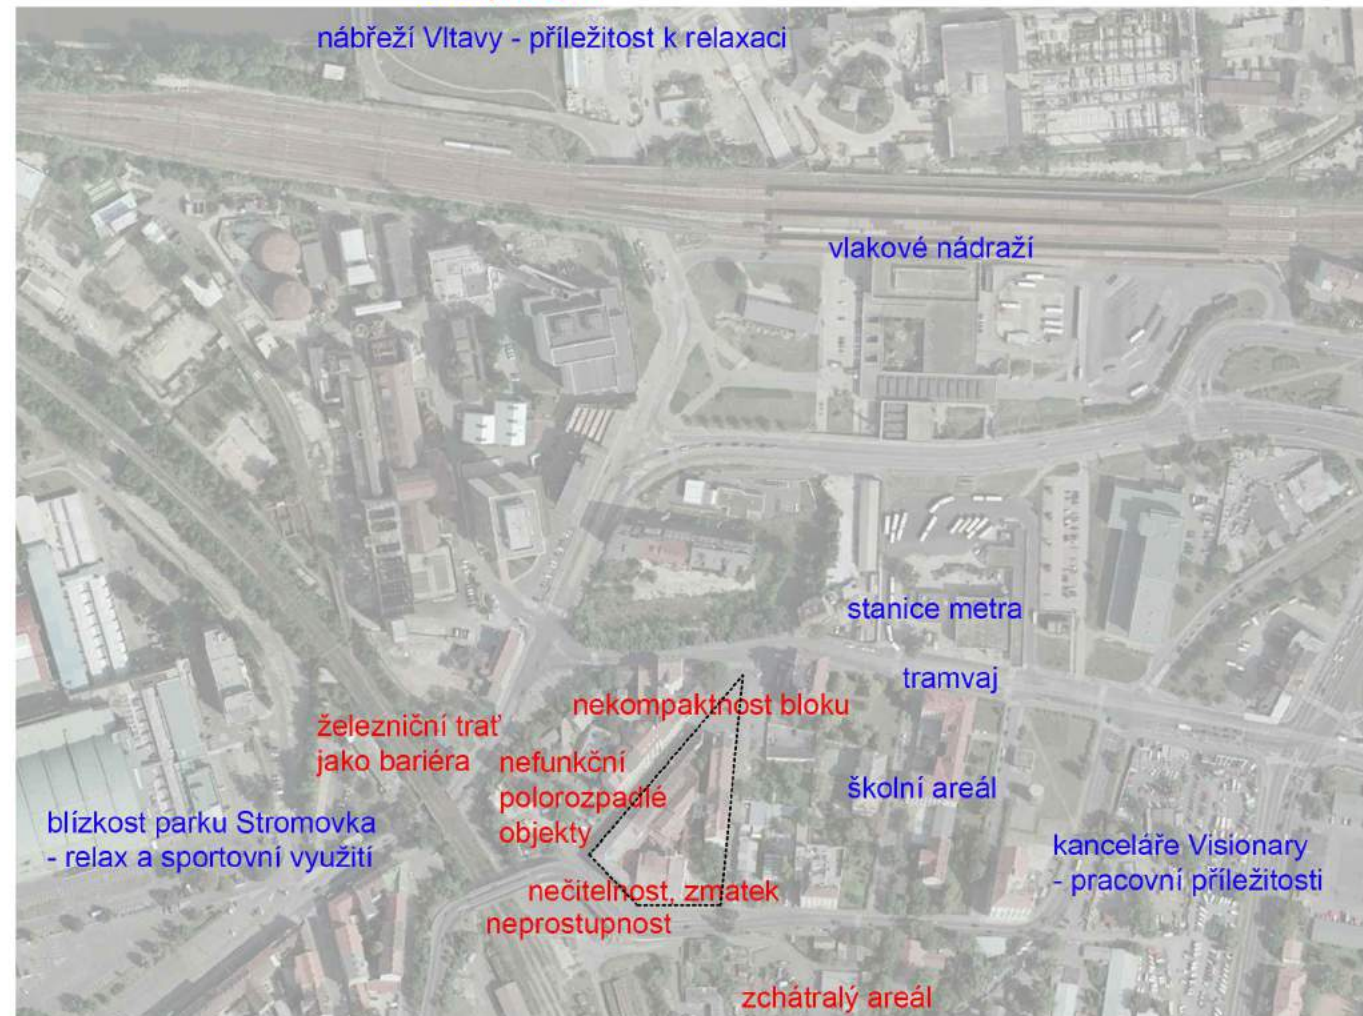 nábřeží Vltavy - příležitost k relaxaci
vlakové nádraží
stanice metra
tramvaj
nekompaktnost bloku
železniční trať
jako bariéra
nefunkční
polorozpadlé
objekty
školní areál
blízkost parku Stromovka
- relax a sportovní využití
kanceláře Visionary
- pracovní příležitosti
nečitelnost, zmatek
neprostupnost
zchátralý areál